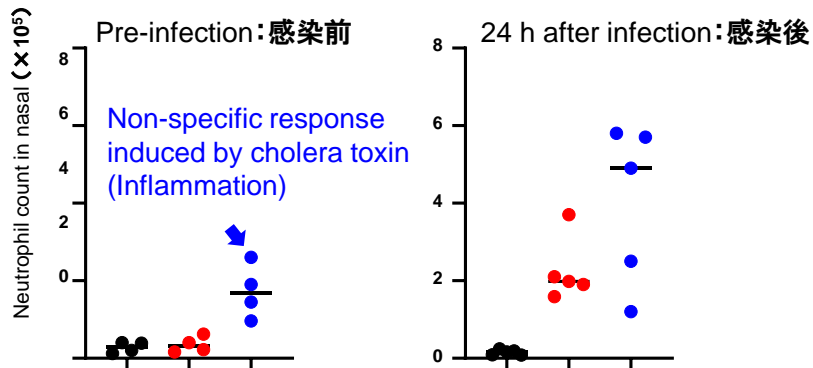 Pre-infection：感染前
24 h after infection：感染後
Neutrophil count in nasal（×10⁵）
8
6
4
2
0
Non-specific response
induced by cholera toxin
(Inflammation)
8
6
4
2
0